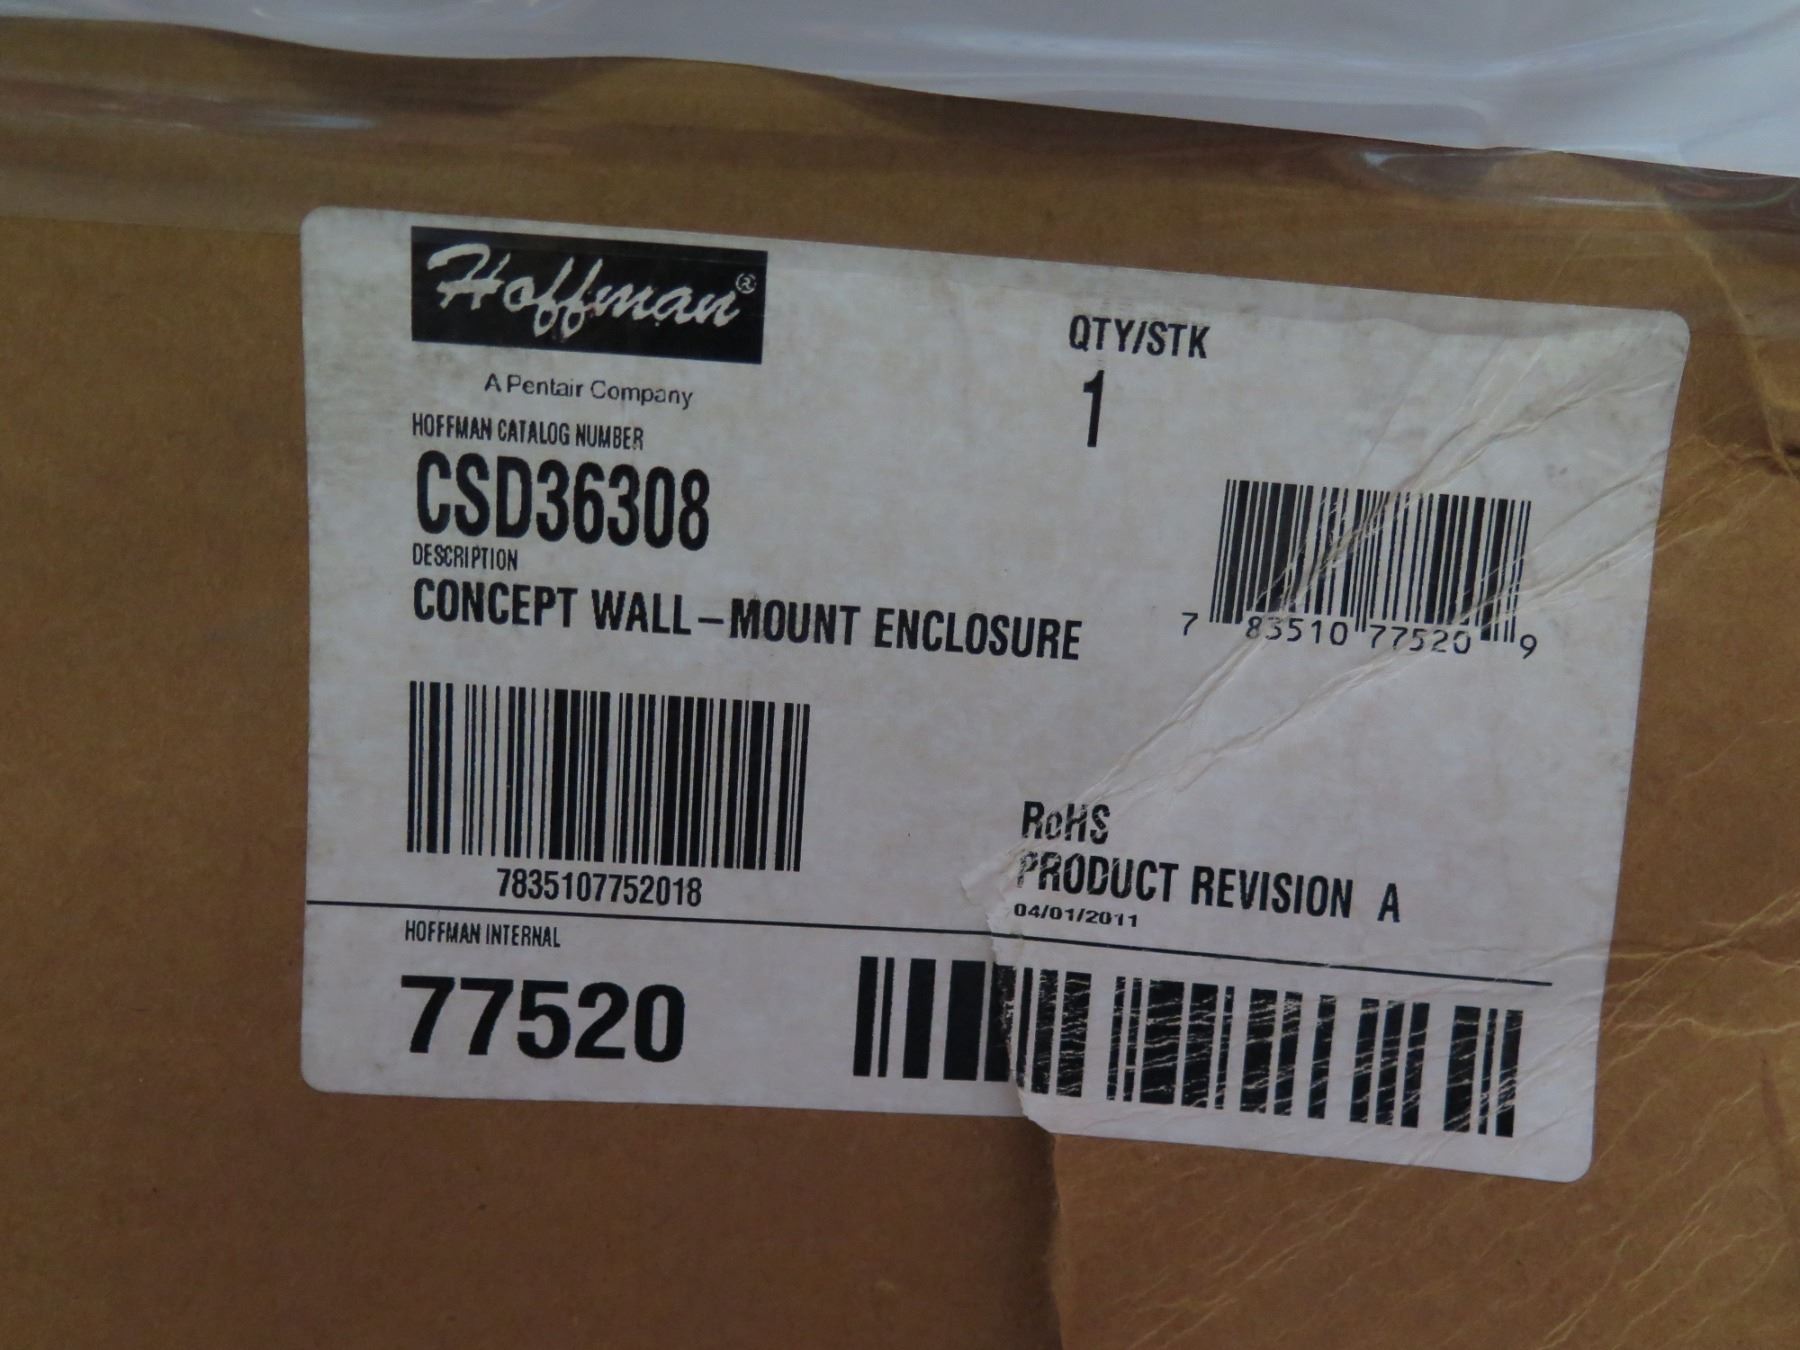 Hoffman®
A Pentair Company
QTY/STK
1
HOFFMAN CATALOG NUMBER
CSD36308
DESCRIPTION
CONCEPT WALL-MOUNT ENCLOSURE
7 83510 77520 9
7835107752018
RoHS
PRODUCT REVISION A
04/01/2011
HOFFMAN INTERNAL
77520